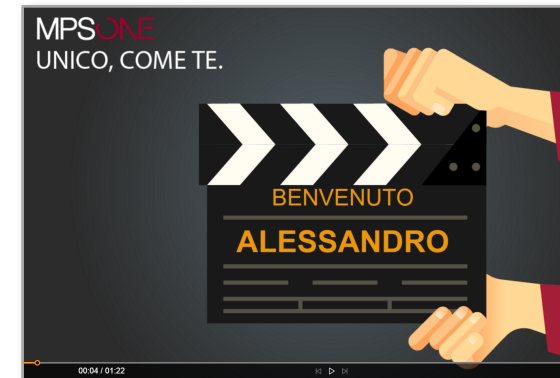 MPSONE
UNICO, COME TE.
BENVENUTO
ALESSANDRO
00:04 / 01:22